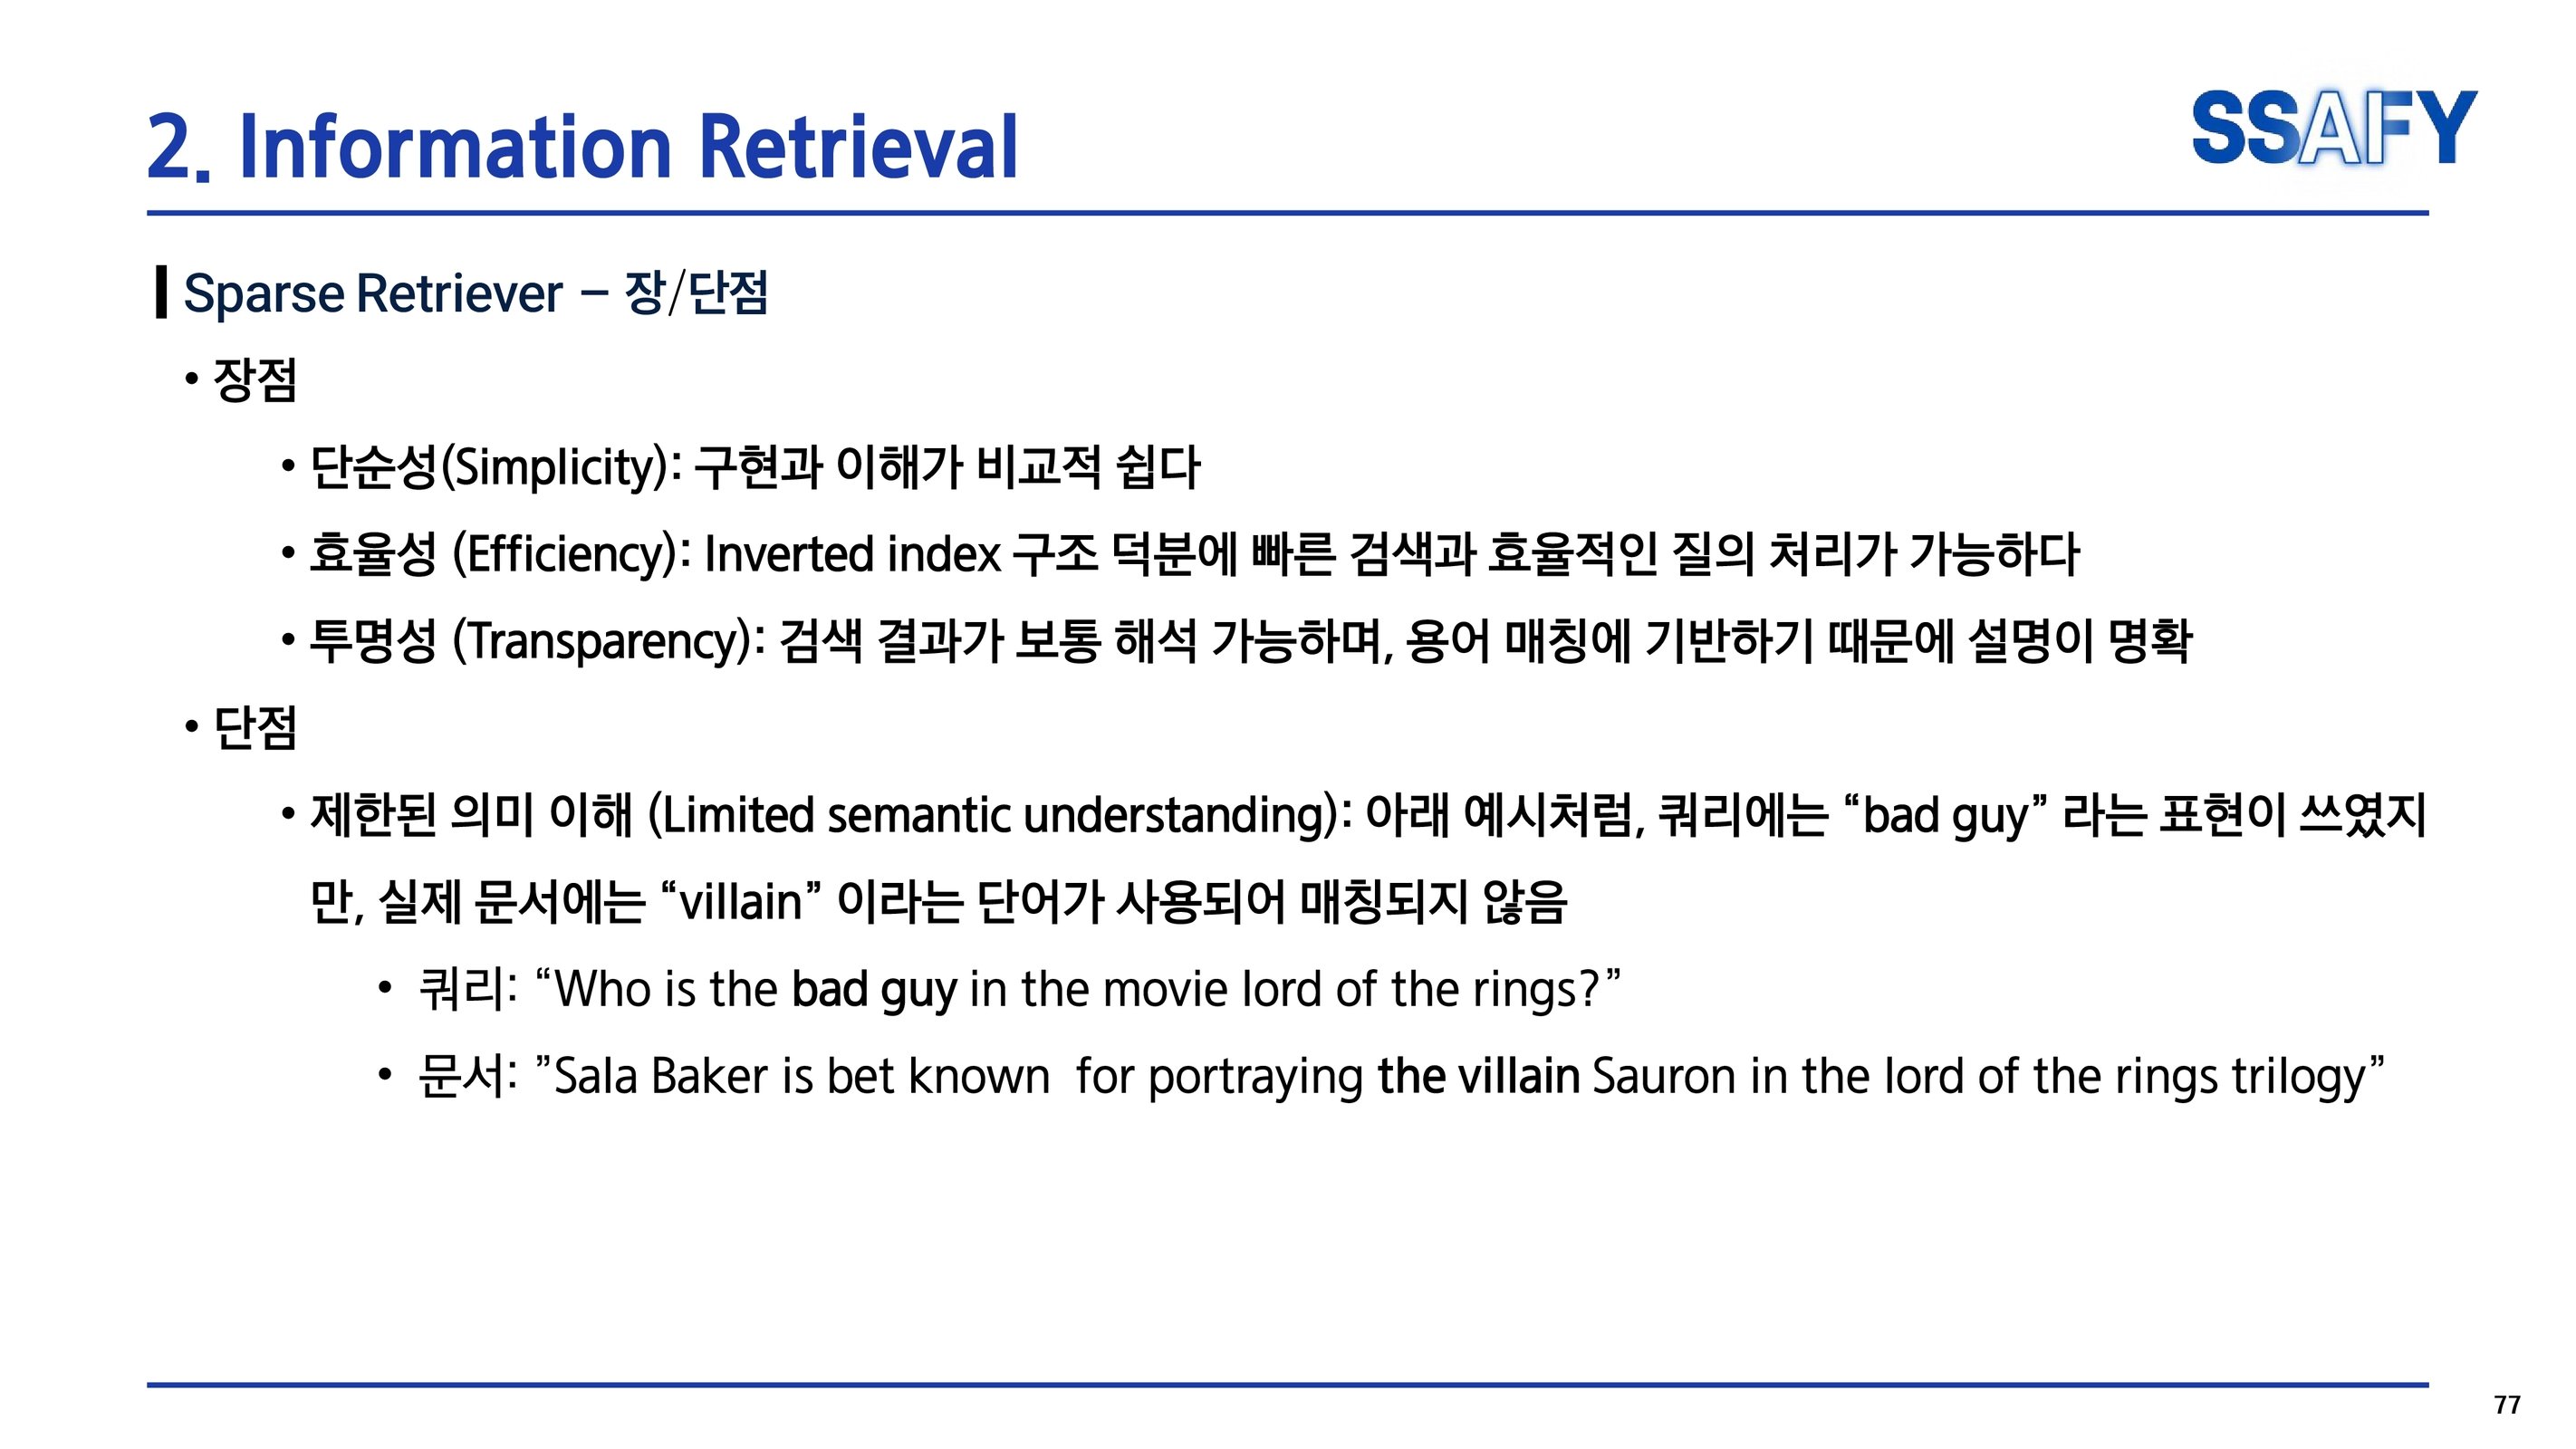 2. Information Retrieval
SSAFY
Sparse Retriever – 장/단점
• 장점
• 단순성(Simplicity): 구현과 이해가 비교적 쉽다
• 효율성 (Efficiency): Inverted index 구조 덕분에 빠른 검색과 효율적인 질의 처리가 가능하다
• 투명성 (Transparency): 검색 결과가 보통 해석 가능하며, 용어 매칭에 기반하기 때문에 설명이 명확
• 단점
• 제한된 의미 이해 (Limited semantic understanding): 아래 예시처럼, 쿼리에는 “bad guy” 라는 표현이 쓰였지
만, 실제 문서에는 “villain” 이라는 단어가 사용되어 매칭되지 않음
• 쿼리: “Who is the bad guy in the movie lord of the rings?”
• 문서: ”Sala Baker is bet known  for portraying the villain Sauron in the lord of the rings trilogy”
77